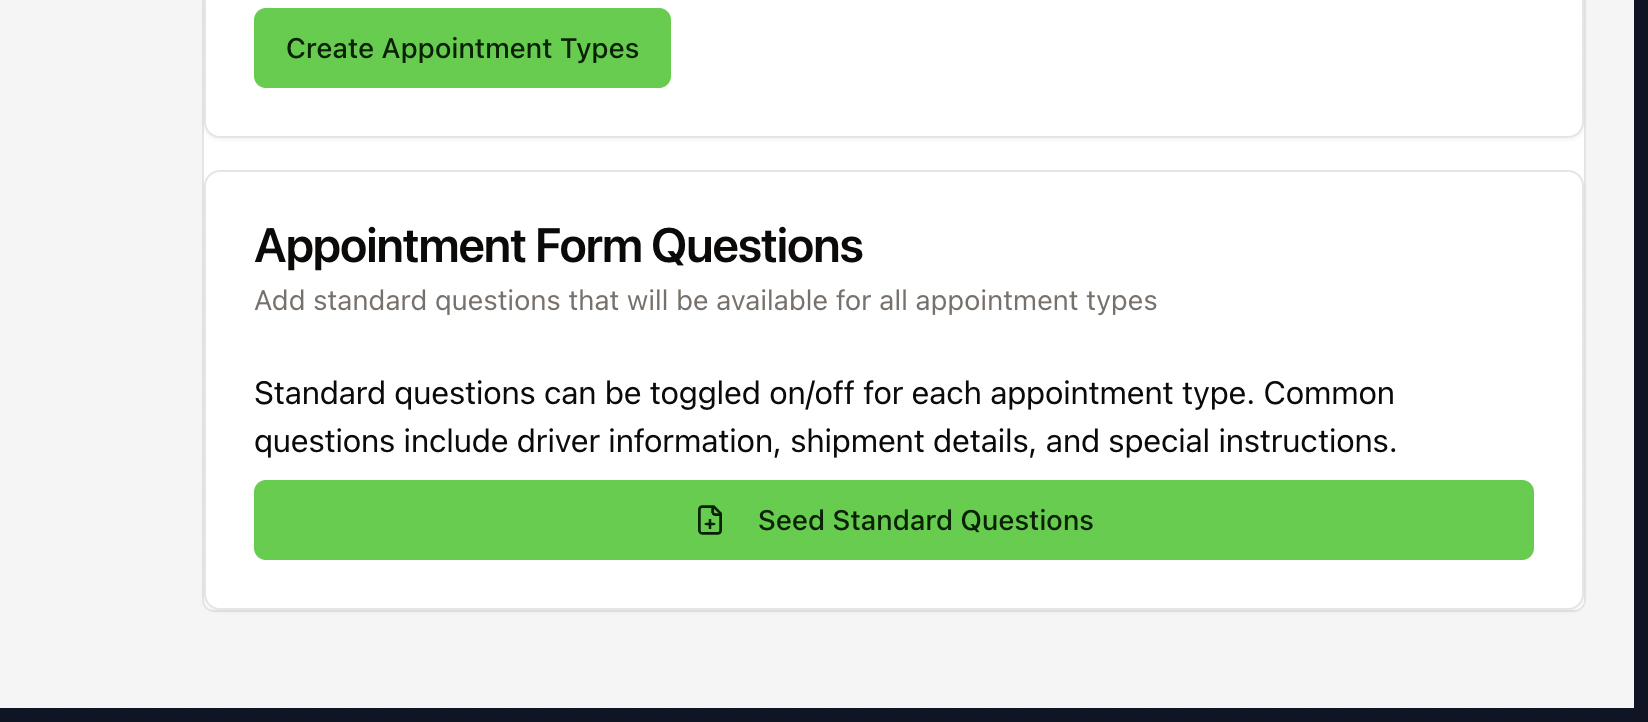 Create Appointment Types
Appointment Form Questions
Add standard questions that will be available for all appointment types
Standard questions can be toggled on/off for each appointment type. Common
questions include driver information, shipment details, and special instructions.
Seed Standard Questions